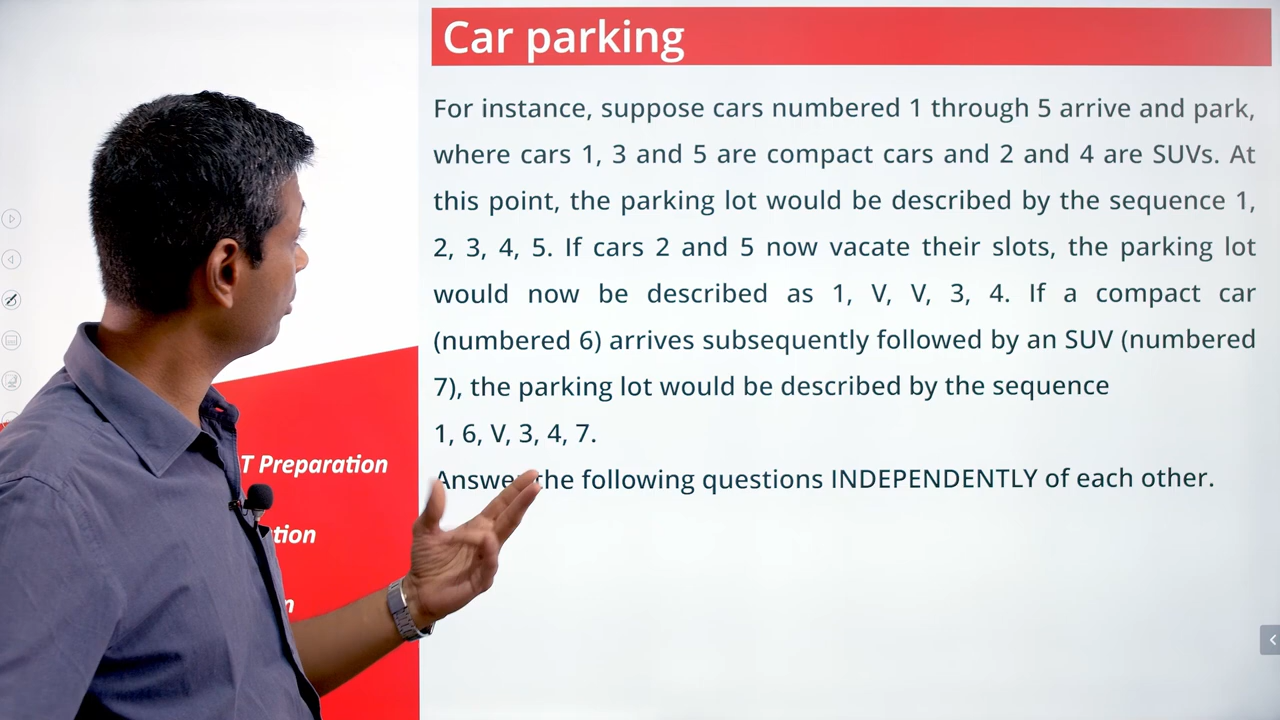 Car parking
For instance, suppose cars numbered 1 through 5 arrive and park,
where cars 1, 3 and 5 are compact cars and 2 and 4 are SUVs. At
this point, the parking lot would be described by the sequence 1,
2, 3, 4, 5. If cars 2 and 5 now vacate their slots, the parking lot
would now be described as 1, V, V, 3, 4. If a compact car
(numbered 6) arrives subsequently followed by an SUV (numbered
7), the parking lot would be described by the sequence
1, 6, V, 3, 4, 7.
Answer the following questions INDEPENDENTLY of each other.
T Preparation